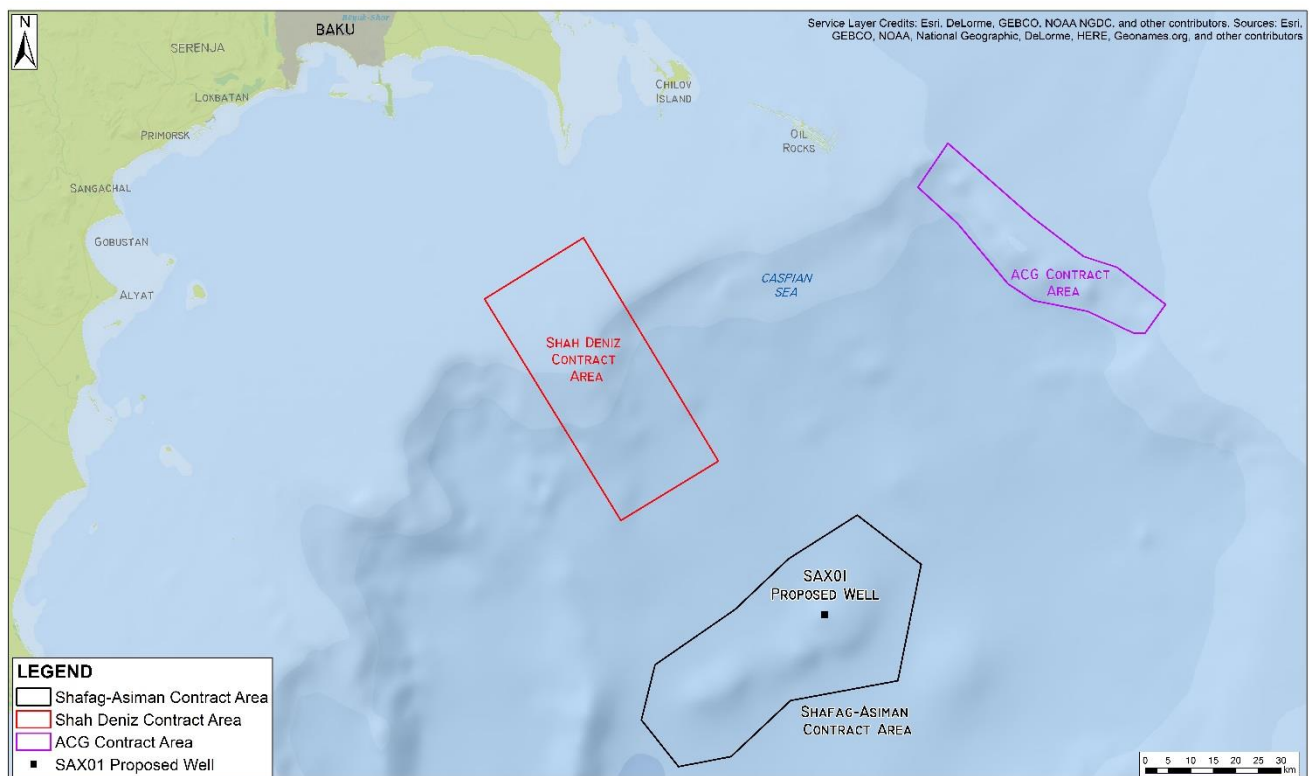 N
Service Layer Credits: Esri, DeLorme, GEBCO, NOAA NGDC, and other contributors. Sources: Esri,
GEBCO, NOAA, National Geographic, DeLorme, HERE, Geonames.org, and other contributors
BAKU
SERENJA
LOKBATAN
PRIMORSK
SANGACHAL
GOBUSTAN
ALYAT
CHILOV
ISLAND
OIL
ROCKS
CASPIAN
SEA
ACG CONTRACT
AREA
SHAH DENIZ
CONTRACT
AREA
SAX01
PROPOSED WELL
SHAFAG-ASIMAN
CONTRACT AREA
LEGEND
Shafag-Asiman Contract Area
Shah Deniz Contract Area
ACG Contract Area
SAX01 Proposed Well
0 5 10 15 20 25 30
km